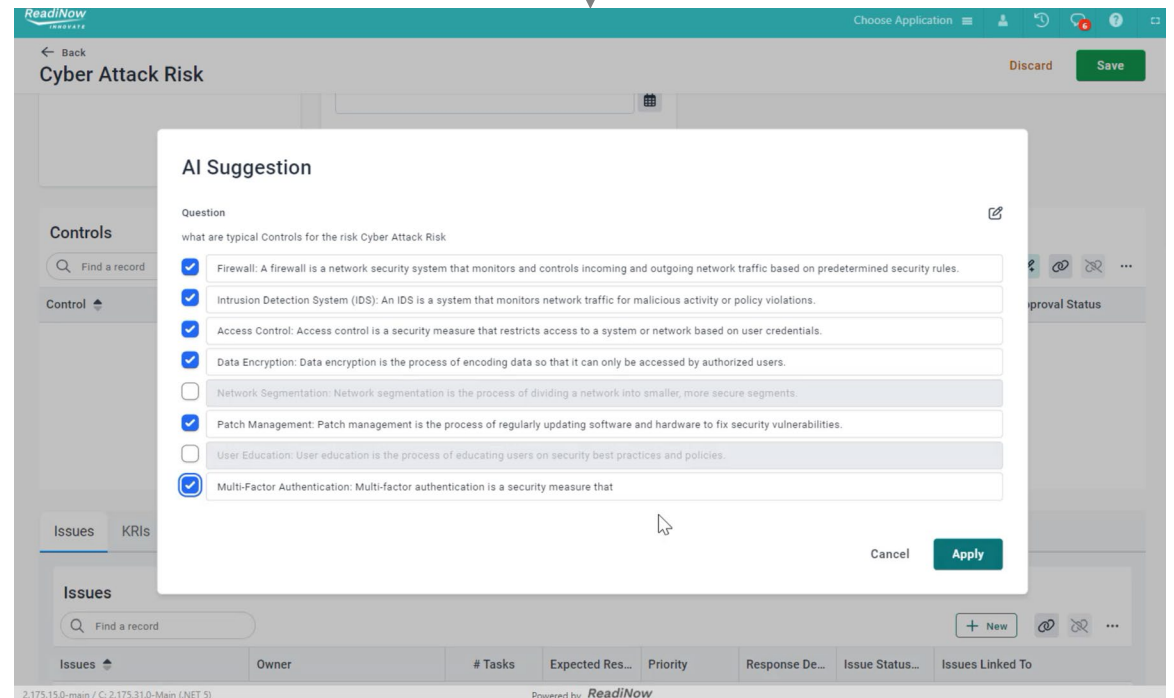 ReadiNow
INNOVATE
Choose Application
6
Back
Cyber Attack Risk
Discard
Save
AI Suggestion
Question
what are typical Controls for the risk Cyber Attack Risk
Controls
Find a record
Firewall: A firewall is a network security system that monitors and controls incoming and outgoing network traffic based on predetermined security rules.
Control
Intrusion Detection System (IDS): An IDS is a system that monitors network traffic for malicious activity or policy violations.
proval Status
Access Control: Access control is a security measure that restricts access to a system or network based on user credentials.
Data Encryption: Data encryption is the process of encoding data so that it can only be accessed by authorized users.
Network Segmentation: Network segmentation is the process of dividing a network into smaller, more secure segments.
Patch Management: Patch management is the process of regularly updating software and hardware to fix security vulnerabilities.
User Education: User education is the process of educating users on security best practices and policies.
Multi-Factor Authentication: Multi-factor authentication is a security measure that
Cancel
Apply
Issues KRIs
Issues
Find a record
+ New
Issues Owner # Tasks Expected Res... Priority Response De... Issue Status... Issues Linked To
2.175.15.0-main / C: 2.175.31.0-Main (.NET 5)
Powered by ReadiNow